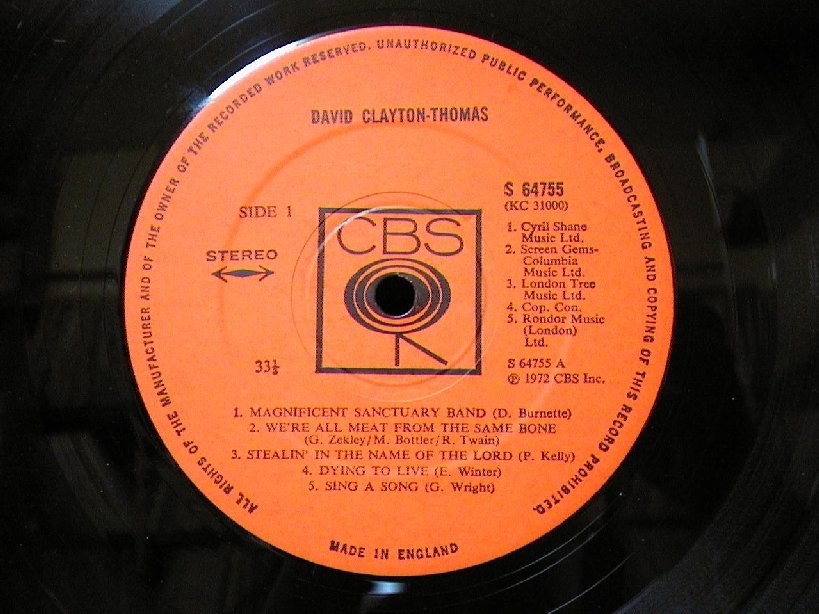 ALL RIGHTS OF THE MANUFACTURER AND OF THE OWNER OF THE RECORDED WORK RESERVED. UNAUTHORIZED PUBLIC PERFORMANCE, BROADCASTING AND COPYING OF THIS RECORD PROHIBITED.
DAVID CLAYTON-THOMAS
S 64755
(KC 31000)
SIDE 1
STEREO
33⅓
CBS
1. Cyril Shane
Music Ltd.
2. Screen Gems-
Columbia
Music Ltd.
3. London Tree
Music Ltd.
4. Cop. Con.
5. Rondor Music
(London)
Ltd.
S 64755 A
℗ 1972 CBS Inc.
1. MAGNIFICENT SANCTUARY BAND (D. Burnette)
2. WE'RE ALL MEAT FROM THE SAME BONE
(G. Zekley/M. Bottler/R. Twain)
3. STEALIN' IN THE NAME OF THE LORD (P. Kelly)
4. DYING TO LIVE (E. Winter)
5. SING A SONG (G. Wright)
MADE IN ENGLAND